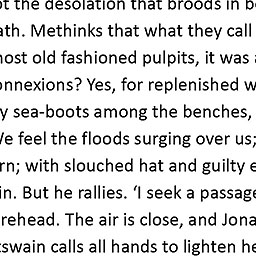 ot the desolation that broods in b
ath. Methinks that what they call
nost old fashioned pulpits, it was a
onnexions? Yes, for replenished w
y sea-boots among the benches,
We feel the floods surging over us;
rn; with slouched hat and guilty e
in. But he rallies. ‘I seek a passage
rehead. The air is close, and Jona
tswain calls all hands to lighten he